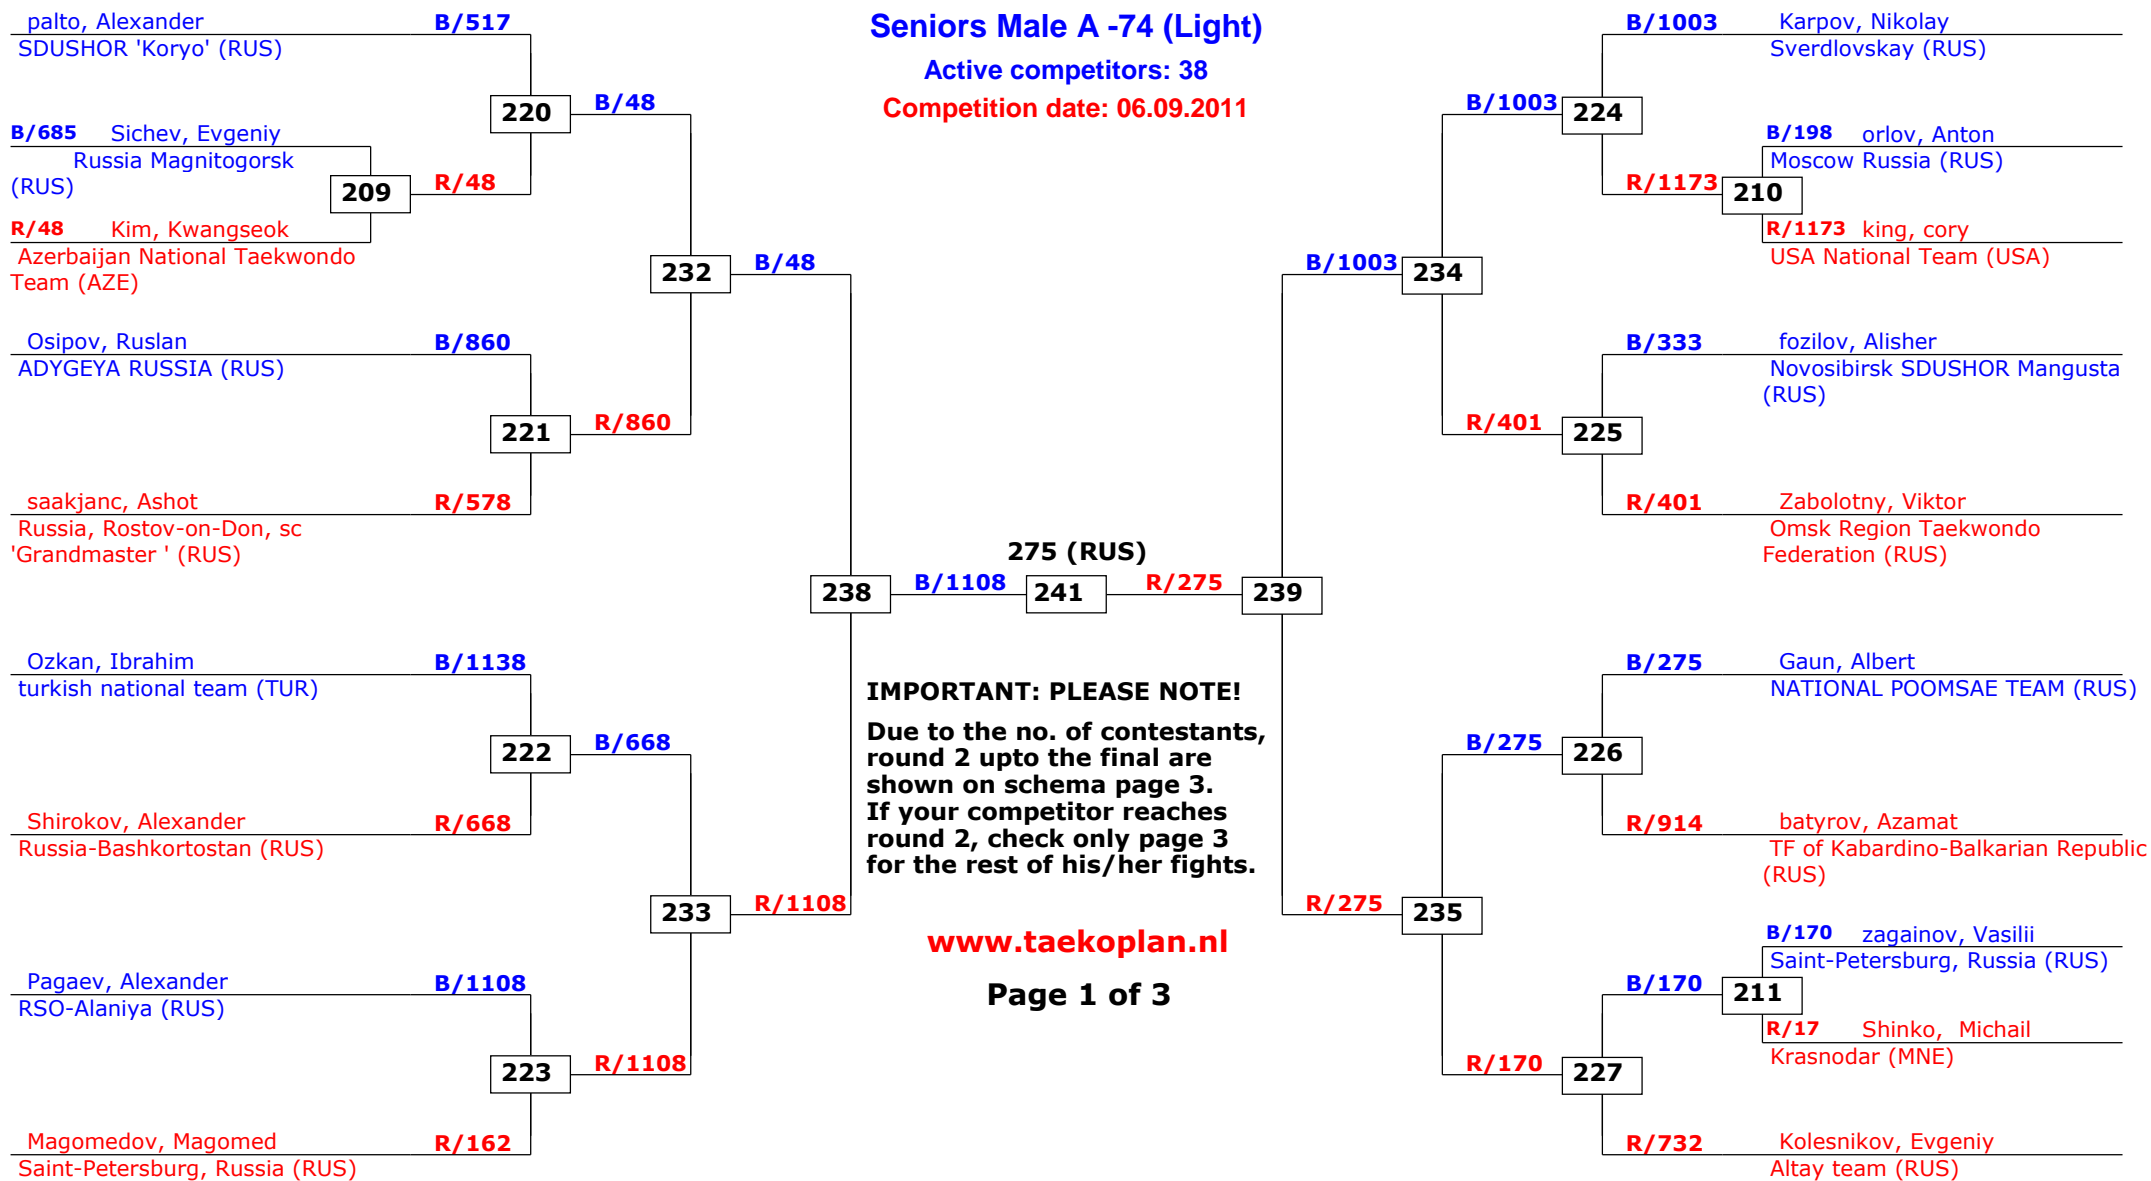 Seniors Male A -74 (Light)
Active competitors: 38
Competition date: 06.09.2011
palto, Alexander B/517
SDUSHOR 'Koryo' (RUS)
220 B/48
B/685 Sichev, Evgeniy
Russia Magnitogorsk
(RUS)
209 R/48
R/48 Kim, Kwangseok
Azerbaijan National Taekwondo
Team (AZE)
232 B/48
Osipov, Ruslan B/860
ADYGEYA RUSSIA (RUS)
221 R/860
saakjanc, Ashot R/578
Russia, Rostov-on-Don, sc
'Grandmaster ' (RUS)
275 (RUS)
238 B/1108 241 R/275 239
Ozkan, Ibrahim B/1138
turkish national team (TUR)
222 B/668
Shirokov, Alexander R/668
Russia-Bashkortostan (RUS)
233 R/1108
Pagaev, Alexander B/1108
RSO-Alaniya (RUS)
223 R/1108
Magomedov, Magomed R/162
Saint-Petersburg, Russia (RUS)
IMPORTANT: PLEASE NOTE!
Due to the no. of contestants,
round 2 upto the final are
shown on schema page 3.
If your competitor reaches
round 2, check only page 3
for the rest of his/her fights.
www.taekoplan.nl
Page 1 of 3
B/1003 Karpov, Nikolay
Sverdlovskay (RUS)
B/1003 224
B/198 orlov, Anton
Moscow Russia (RUS)
R/1173 210
R/1173 king, cory
USA National Team (USA)
B/1003 234
B/333 fozilov, Alisher
Novosibirsk SDUSHOR Mangusta
(RUS)
R/401 225
R/401 Zabolotny, Viktor
Omsk Region Taekwondo
Federation (RUS)
B/275 Gaun, Albert
NATIONAL POOMSAE TEAM (RUS)
B/275 226
R/914 batyrov, Azamat
TF of Kabardino-Balkarian Republic
(RUS)
R/275 235
B/170 zagainov, Vasilii
Saint-Petersburg, Russia (RUS)
B/170 211
R/17 Shinko, Michail
Krasnodar (MNE)
R/170 227
R/732 Kolesnikov, Evgeniy
Altay team (RUS)